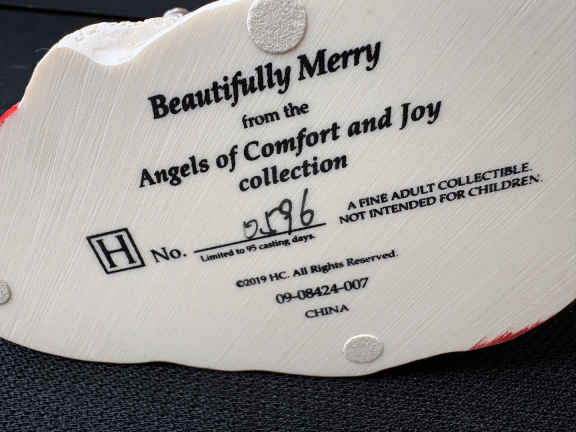 Beautifully Merry
from the
Angels of Comfort and Joy
collection
H No. 0596
Limited to 95 casting days.
A FINE ADULT COLLECTIBLE.
NOT INTENDED FOR CHILDREN.
©2019 HC. All Rights Reserved.
09-08424-007
CHINA